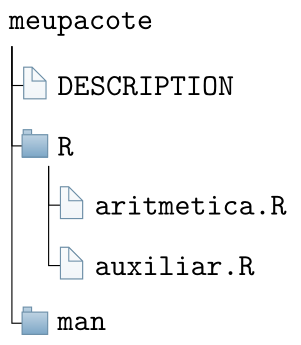 meupacote
DESCRIPTION
R
aritmetica.R
auxiliar.R
man